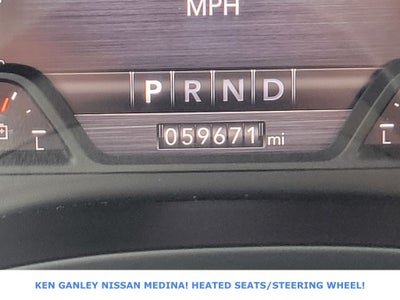 MPH
P R N D
059671 mi
L L
KEN GANLEY NISSAN MEDINA! HEATED SEATS/STEERING WHEEL!